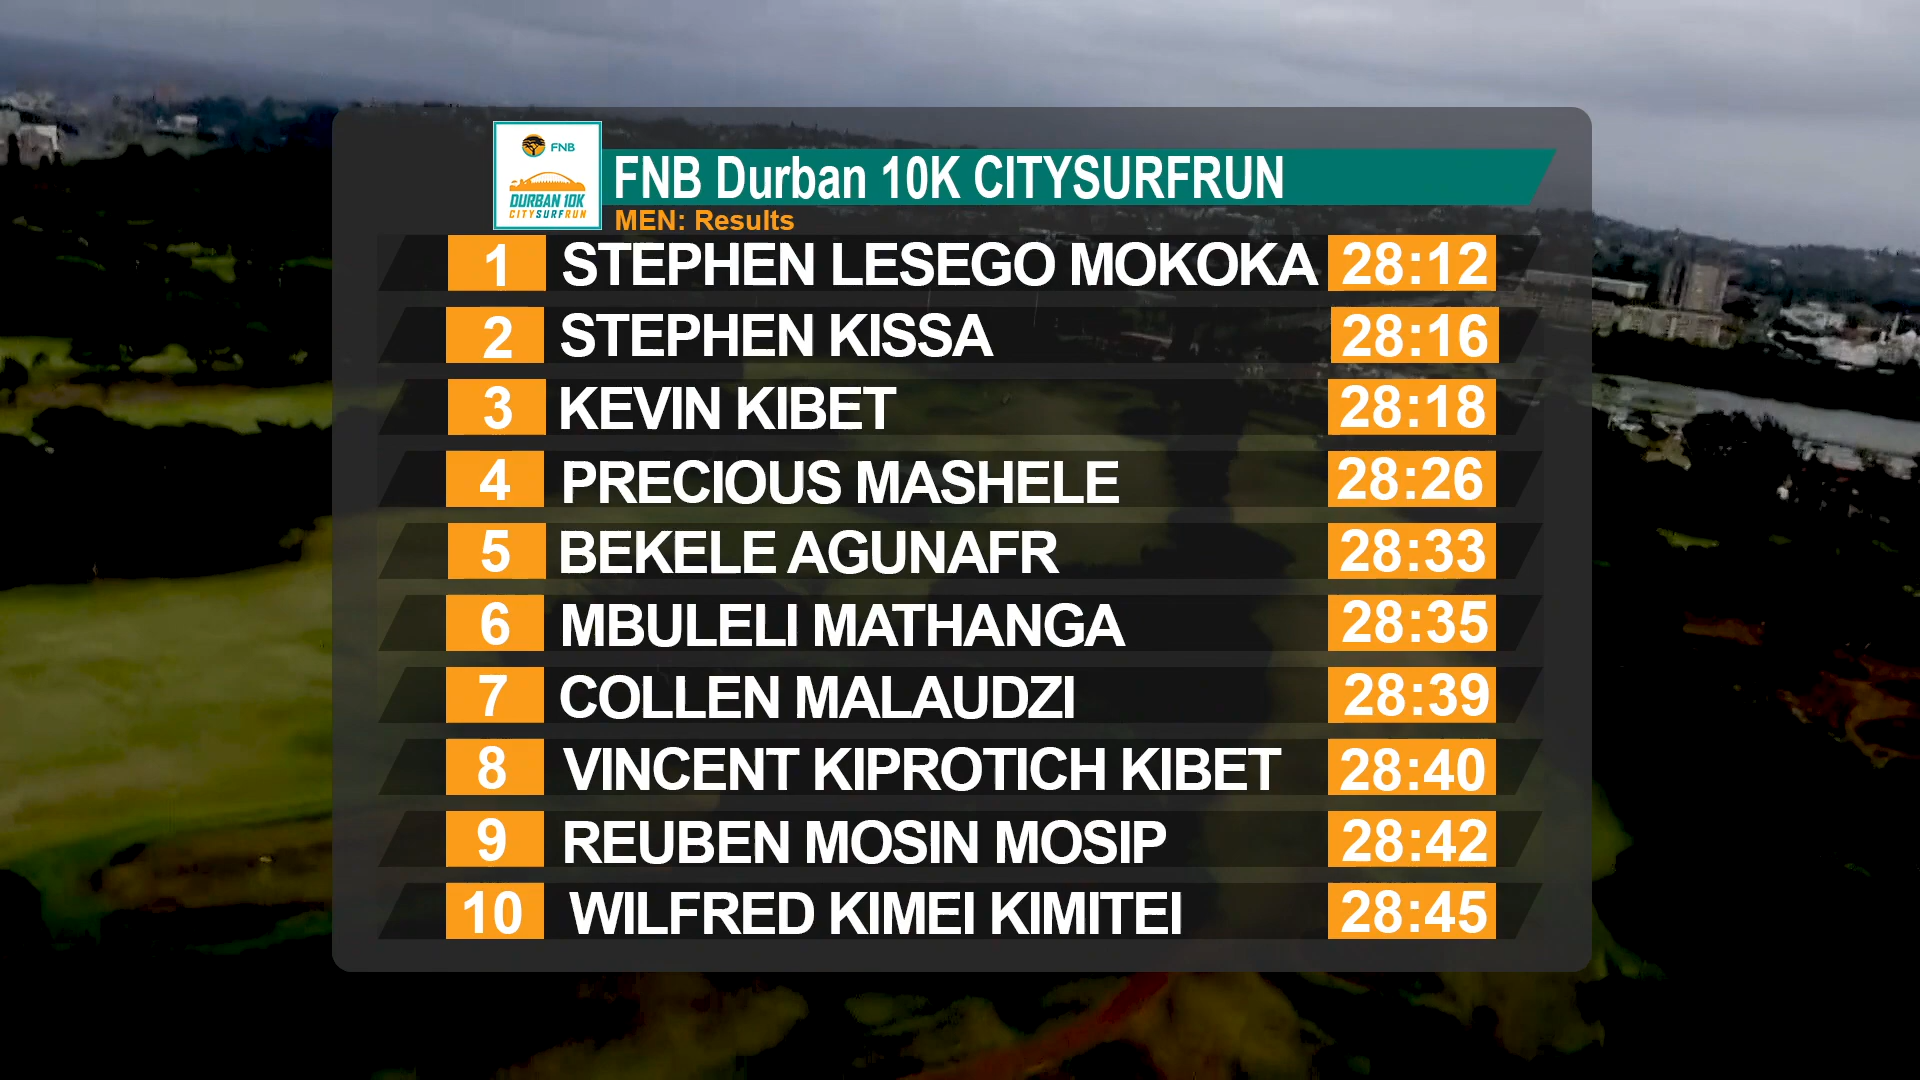 FNB
DURBAN 10K
CITYSURFRUN
FNB Durban 10K CITYSURFRUN
MEN: Results
1 STEPHEN LESEGO MOKOKA 28:12
2 STEPHEN KISSA 28:16
3 KEVIN KIBET 28:18
4 PRECIOUS MASHELE 28:26
5 BEKELE AGUNAFR 28:33
6 MBULELI MATHANGA 28:35
7 COLLEN MALAUDZI 28:39
8 VINCENT KIPROTICH KIBET 28:40
9 REUBEN MOSIN MOSIP 28:42
10 WILFRED KIMEI KIMITEI 28:45